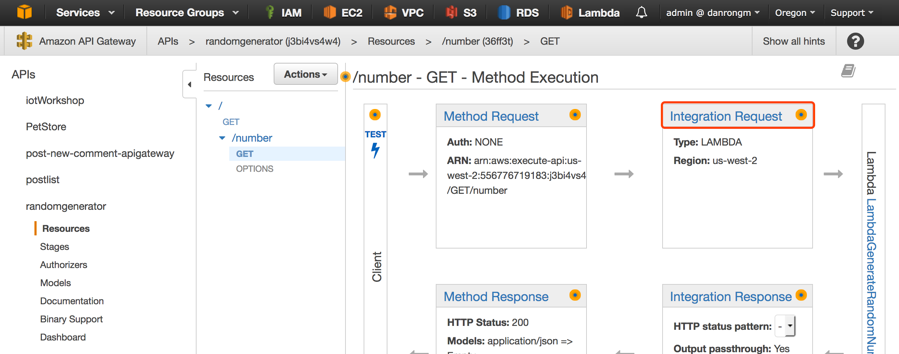 Services Resource Groups IAM EC2 VPC S3 RDS Lambda admin @ danrongm Oregon Support
Amazon API Gateway APIs > randomgenerator (j3bi4vs4w4) > Resources > /number (36ff3t) > GET Show all hints ?
APIs
iotWorkshop
PetStore
post-new-comment-apigateway
postlist
randomgenerator
Resources
Stages
Authorizers
Models
Documentation
Binary Support
Dashboard
Resources Actions
/
GET
/number
GET
OPTIONS
/number - GET - Method Execution
TEST
Client
Method Request
Auth: NONE
ARN: arn:aws:execute-api:us-
west-2:556776719183:j3bi4vs4
/GET/number
Integration Request
Type: LAMBDA
Region: us-west-2
Lambda LambdaGenerateRandomNu
Method Response
HTTP Status: 200
Models: application/json =>
Integration Response
HTTP status pattern: -
Output passthrough: Yes